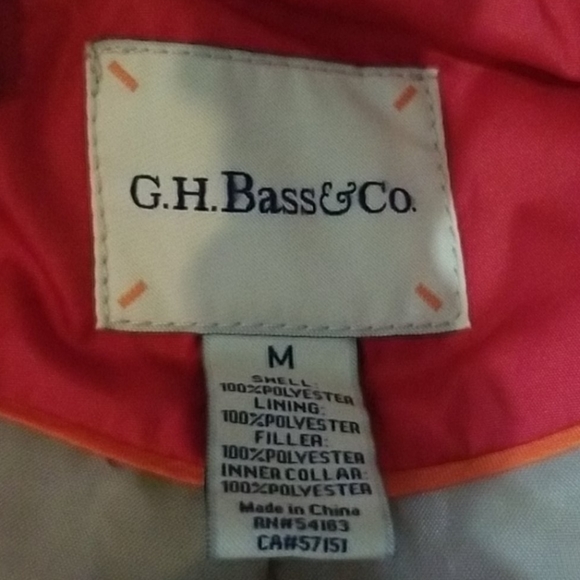 G.H.Bass&Co.
M
SHELL:
100%POLYESTER
LINING:
100%POLYESTER
FILLER:
100%POLYESTER
INNER COLLAR:
100%POLYESTER
Made in China
RN#54163
CA#57151